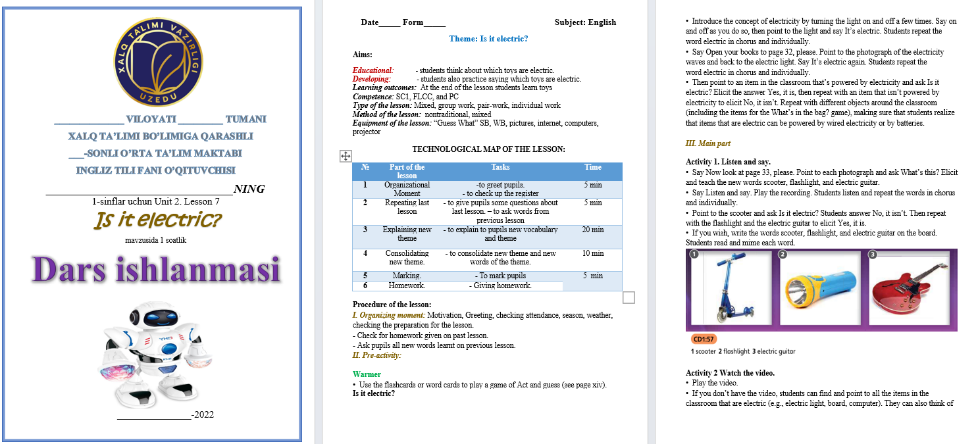 XALQ TA'LIMI VAZIRLIGI
UZEDU
______________ VILOYATI _________ TUMANI
XALQ TA'LIMI BO'LIMIGA QARASHLI
___-SONLI O'RTA TA'LIM MAKTABI
INGLIZ TILI FANI O'QITUVCHISI
______________________________NING
1-sinflar uchun Unit 2. Lesson 7
Is it electric?
mavzusida 1 soatlik
Dars ishlanmasi
_______________-2022
Date_____ Form_____ Subject: English
Theme: Is it electric?
Aims:
Educational: - students think about which toys are electric.
Developing: - students also practice saying which toys are electric.
Learning outcomes: At the end of the lesson students learn toys
Competence: SC1, FLCC, and PC
Type of the lesson: Mixed, group work, pair-work, individual work
Method of the lesson: nontraditional, mixed
Equipment of the lesson: "Guess What" SB, WB, pictures, internet, computers,
projector
TECHNOLOGICAL MAP OF THE LESSON:
№ Part of the lesson Tasks Time
1 Organizational Moment -to greet pupils. - to check up the register 5 min
2 Repeating last lesson - to give pupils some questions about last lesson. – to ask words from previous lesson 5 min
3 Explaining new theme - to explain to pupils new vocabulary and theme 20 min
4 Consolidating new theme. - to consolidate new theme and new words of the theme. 10 min
5 Marking. - To mark pupils 5 min
6 Homework. - Giving homework.
Procedure of the lesson:
I. Organizing moment: Motivation, Greeting, checking attendance, season, weather,
checking the preparation for the lesson.
- Check for homework given on past lesson.
- Ask pupils all new words learnt on previous lesson.
II. Pre-activity:
Warmer
• Use the flashcards or word cards to play a game of Act and guess (see page xiv).
Is it electric?
• Introduce the concept of electricity by turning the light on and off a few times. Say on
and off as you do so, then point to the light and say It's electric. Students repeat the
word electric in chorus and individually.
• Say Open your books to page 32, please. Point to the photograph of the electricity
waves and back to the electric light. Say It's electric again. Students repeat the
word electric in chorus and individually.
• Then point to an item in the classroom that's powered by electricity and ask Is it
electric? Elicit the answer Yes, it is, then repeat with an item that isn't powered by
electricity to elicit No, it isn't. Repeat with different objects around the classroom
(including the items for the What's in the bag? game), making sure that students realize
that items that are electric can be powered by wired electricity or by batteries.
III. Main part
Activity 1. Listen and say.
• Say Now look at page 33, please. Point to each photograph and ask What's this? Elicit
and teach the new words scooter, flashlight, and electric guitar.
• Say Listen and say. Play the recording. Students listen and repeat the words in chorus
and individually.
• Point to the scooter and ask Is it electric? Students answer No, it isn't. Then repeat
with the flashlight and the electric guitar to elicit Yes, it is.
• If you wish, write the words scooter, flashlight, and electric guitar on the board.
Students read and mime each word.
1 2 3
CD1:57
1 scooter 2 flashlight 3 electric guitar
Activity 2 Watch the video.
• Play the video.
• If you don't have the video, students can find and point to all the items in the
classroom that are electric (e.g., electric light, board, computer). They can also think of